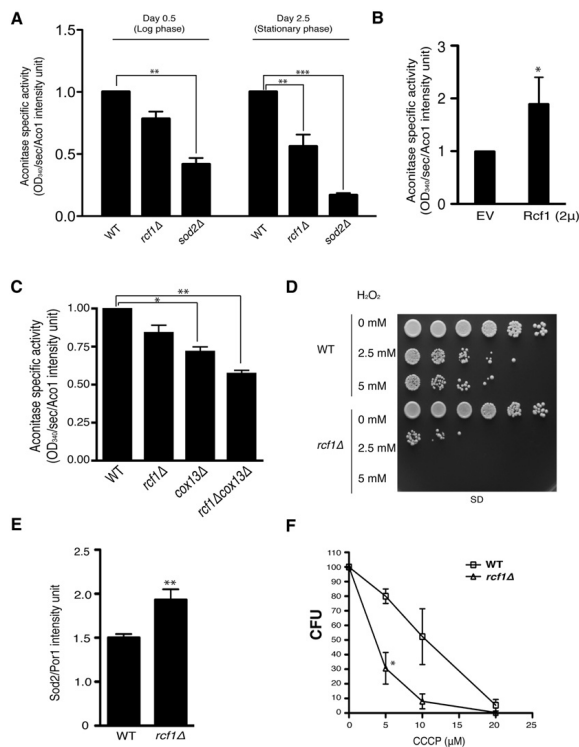 A
Day 0.5
(Log phase)
Day 2.5
(Stationary phase)
Aconitase specific activity
(OD340/sec/Aco1 intensity unit)
1.0
0.5
0.0
**
**
***
WT
rcf1Δ
sod2Δ
WT
rcf1Δ
sod2Δ
B
Aconitase specific activity
(OD340/sec/Aco1 intensity unit)
3
2
1
0
*
EV
Rcf1 (2μ)
C
Aconitase specific activity
(OD340/sec/Aco1 intensity unit)
1.00
0.75
0.50
0.25
0.00
**
*
WT
rcf1Δ
cox13Δ
rcf1Δcox13Δ
D
H2O2
WT
0 mM
2.5 mM
5 mM
rcf1Δ
0 mM
2.5 mM
5 mM
SD
E
Sod2/Por1 intensity unit
2.5
2.0
1.5
1.0
**
WT
rcf1Δ
F
CFU
110
100
90
80
70
60
50
40
30
20
10
0
WT
rcf1Δ
*
0
5
10
15
20
25
CCCP (μM)